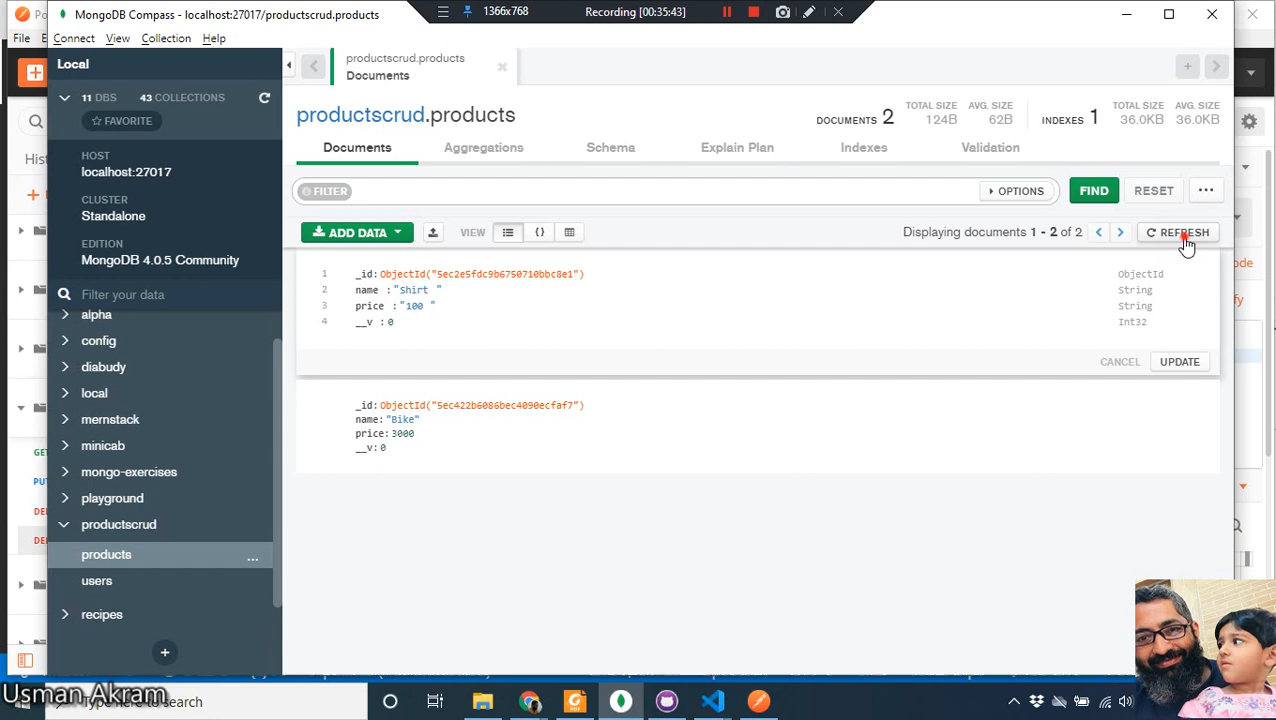 MongoDB Compass - localhost:27017/productscrud.products
1366x768
Recording [00:35:43]
File
Connect View Collection Help
Local
productscrud.products
Documents
11 DBS 43 COLLECTIONS
FAVORITE
productscrud.products
DOCUMENTS 2
TOTAL SIZE
124B
AVG. SIZE
62B
INDEXES 1
TOTAL SIZE
36.0KB
AVG. SIZE
36.0KB
Documents Aggregations Schema Explain Plan Indexes Validation
HOST
localhost:27017
CLUSTER
Standalone
EDITION
MongoDB 4.0.5 Community
Filter your data
FILTER
OPTIONS
FIND
RESET
ADD DATA
VIEW
{}
Displaying documents 1 - 2 of 2
REFRESH
1 _id:ObjectId("5ec2e5fdc9b6750710bbc8e1") ObjectId
2 name :"Shirt " String
3 price :"100 " String
4 __v :0 Int32
CANCEL UPDATE
_id:ObjectId("5ec422b6086bec4090ecfaf7")
name:"Bike"
price:3000
__v:0
alpha
config
diabudy
local
mernstack
minicab
mongo-exercises
playground
productscrud
products ...
users
recipes
Usman Akram
Type here to search